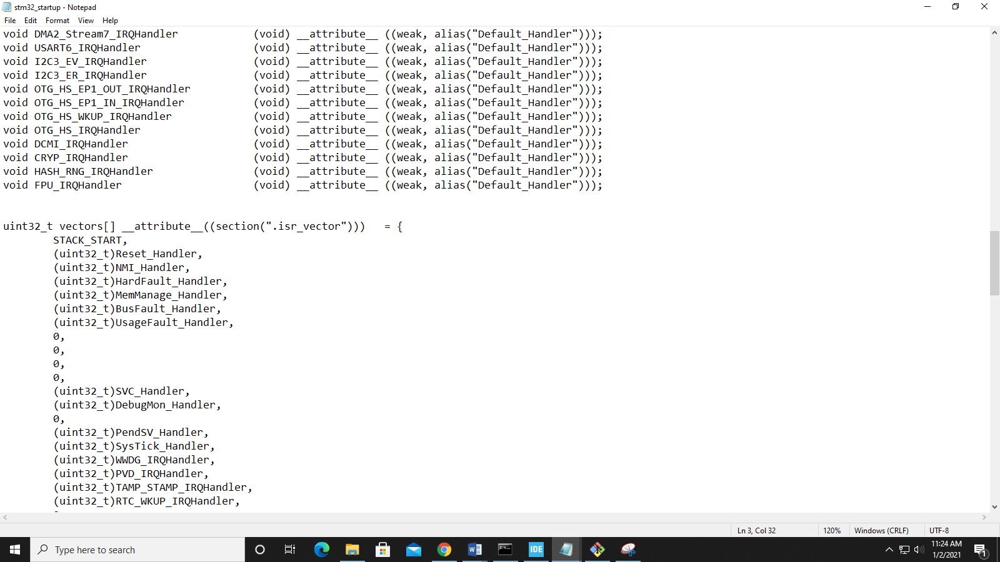 stm32_startup - Notepad
File Edit Format View Help
void DMA2_Stream7_IRQHandler (void) __attribute__ ((weak, alias("Default_Handler")));
void USART6_IRQHandler (void) __attribute__ ((weak, alias("Default_Handler")));
void I2C3_EV_IRQHandler (void) __attribute__ ((weak, alias("Default_Handler")));
void I2C3_ER_IRQHandler (void) __attribute__ ((weak, alias("Default_Handler")));
void OTG_HS_EP1_OUT_IRQHandler (void) __attribute__ ((weak, alias("Default_Handler")));
void OTG_HS_EP1_IN_IRQHandler (void) __attribute__ ((weak, alias("Default_Handler")));
void OTG_HS_WKUP_IRQHandler (void) __attribute__ ((weak, alias("Default_Handler")));
void OTG_HS_IRQHandler (void) __attribute__ ((weak, alias("Default_Handler")));
void DCMI_IRQHandler (void) __attribute__ ((weak, alias("Default_Handler")));
void CRYP_IRQHandler (void) __attribute__ ((weak, alias("Default_Handler")));
void HASH_RNG_IRQHandler (void) __attribute__ ((weak, alias("Default_Handler")));
void FPU_IRQHandler (void) __attribute__ ((weak, alias("Default_Handler")));
uint32_t vectors[] __attribute__((section(".isr_vector"))) = {
STACK_START,
(uint32_t)Reset_Handler,
(uint32_t)NMI_Handler,
(uint32_t)HardFault_Handler,
(uint32_t)MemManage_Handler,
(uint32_t)BusFault_Handler,
(uint32_t)UsageFault_Handler,
0,
0,
0,
0,
(uint32_t)SVC_Handler,
(uint32_t)DebugMon_Handler,
0,
(uint32_t)PendSV_Handler,
(uint32_t)SysTick_Handler,
(uint32_t)WWDG_IRQHandler,
(uint32_t)PVD_IRQHandler,
(uint32_t)TAMP_STAMP_IRQHandler,
(uint32_t)RTC_WKUP_IRQHandler,
Ln 3, Col 32 120% Windows (CRLF) UTF-8
Type here to search
IDE
11:24 AM
1/2/2021
1